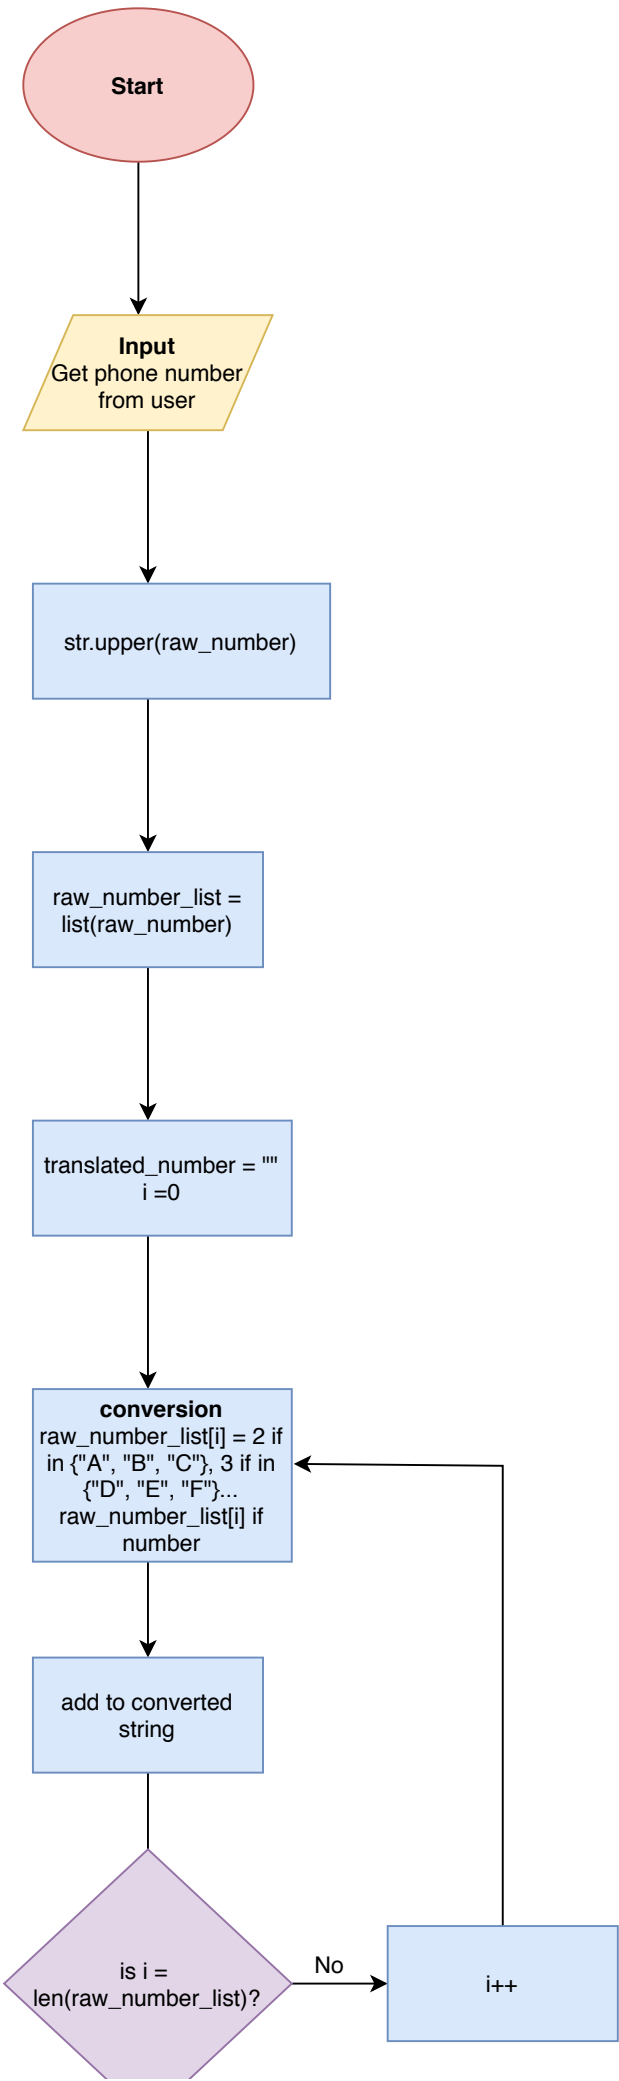 Start
Input
Get phone number
from user
str.upper(raw_number)
raw_number_list =
list(raw_number)
translated_number = ""
i =0
conversion
raw_number_list[i] = 2 if
in {"A", "B", "C"}, 3 if in
{"D", "E", "F"}...
raw_number_list[i] if
number
add to converted
string
is i =
len(raw_number_list)?
No
i++